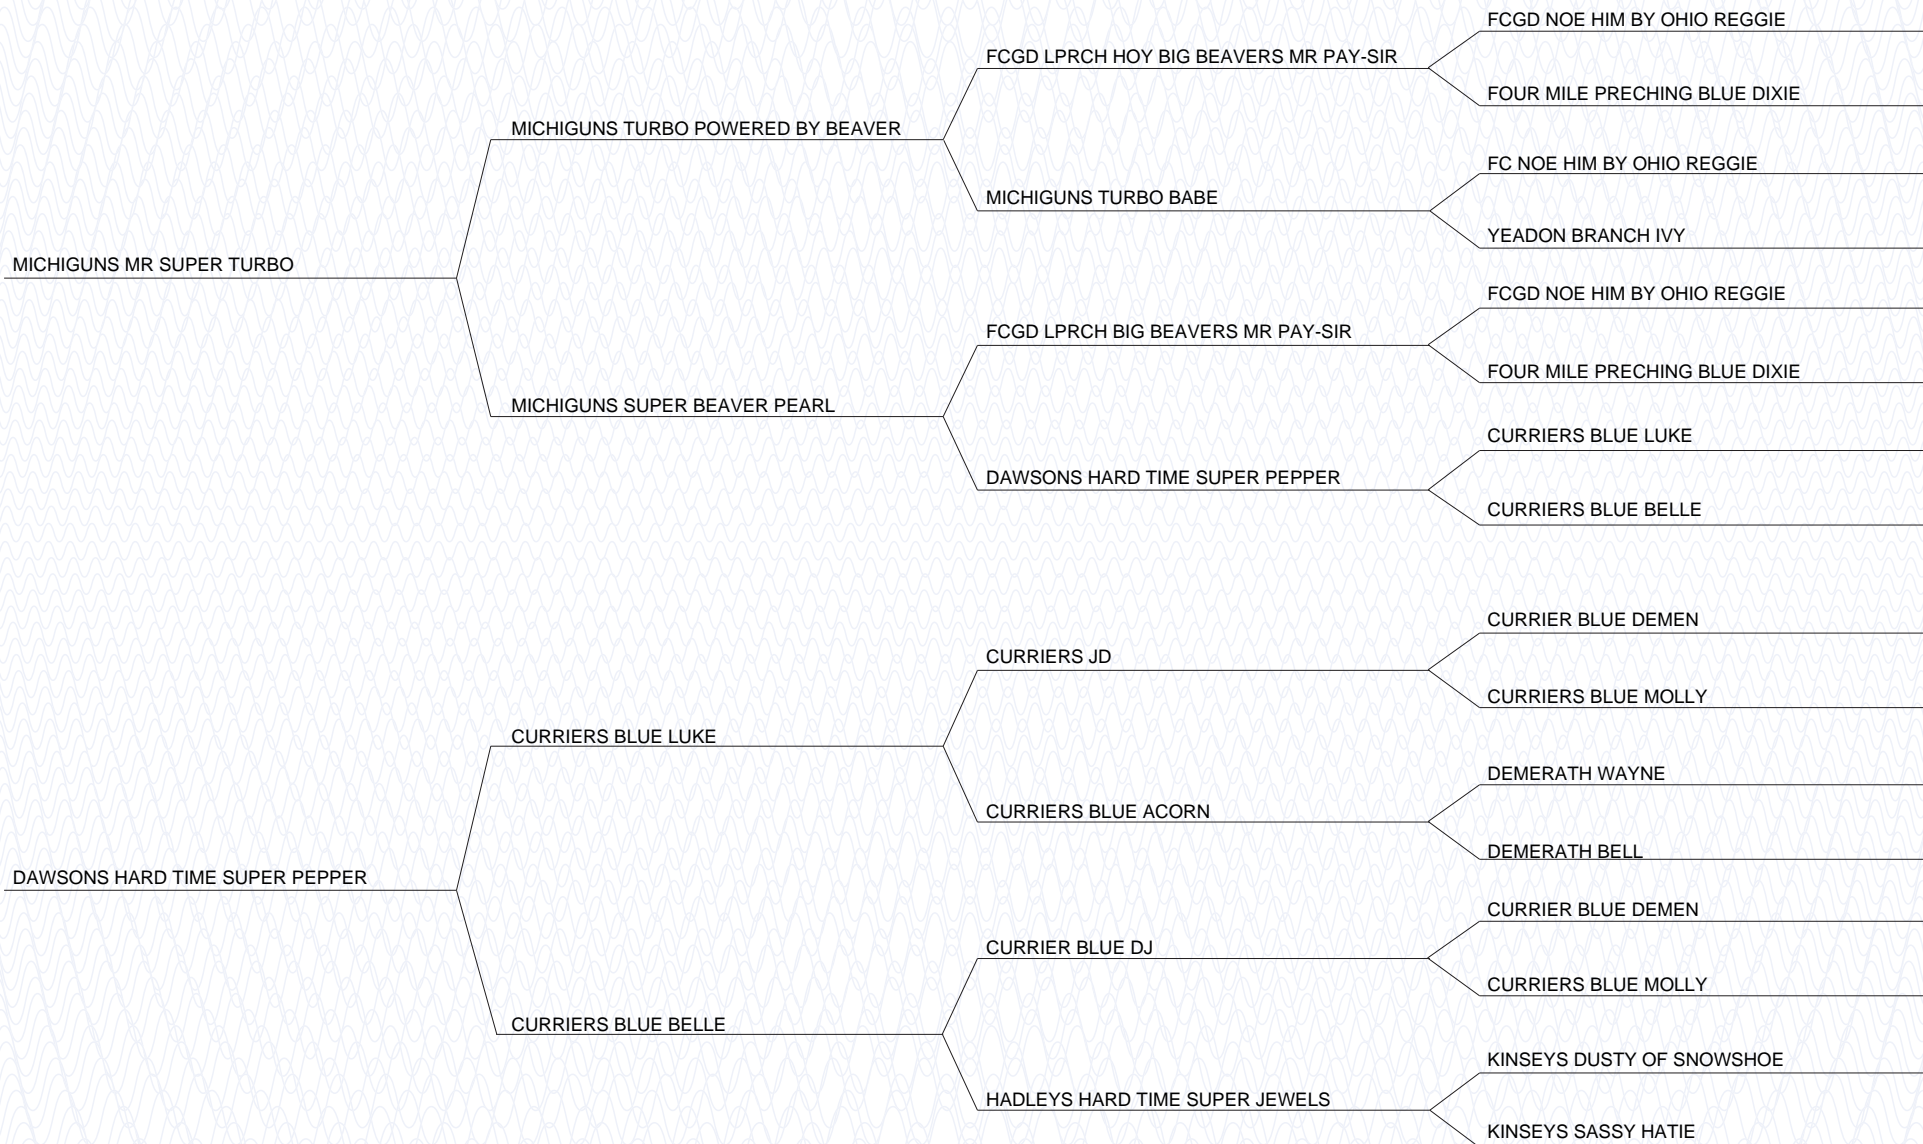 FCGD NOE HIM BY OHIO REGGIE
FCGD LPRCH HOY BIG BEAVERS MR PAY-SIR
FOUR MILE PRECHING BLUE DIXIE
MICHIGUNS TURBO POWERED BY BEAVER
FC NOE HIM BY OHIO REGGIE
MICHIGUNS TURBO BABE
YEADON BRANCH IVY
MICHIGUNS MR SUPER TURBO
FCGD NOE HIM BY OHIO REGGIE
FCGD LPRCH BIG BEAVERS MR PAY-SIR
FOUR MILE PRECHING BLUE DIXIE
MICHIGUNS SUPER BEAVER PEARL
CURRIERS BLUE LUKE
DAWSONS HARD TIME SUPER PEPPER
CURRIERS BLUE BELLE
CURRIER BLUE DEMEN
CURRIERS JD
CURRIERS BLUE MOLLY
CURRIERS BLUE LUKE
DEMERATH WAYNE
CURRIERS BLUE ACORN
DEMERATH BELL
DAWSONS HARD TIME SUPER PEPPER
CURRIER BLUE DEMEN
CURRIER BLUE DJ
CURRIERS BLUE MOLLY
CURRIERS BLUE BELLE
KINSEYS DUSTY OF SNOWSHOE
HADLEYS HARD TIME SUPER JEWELS
KINSEYS SASSY HATIE